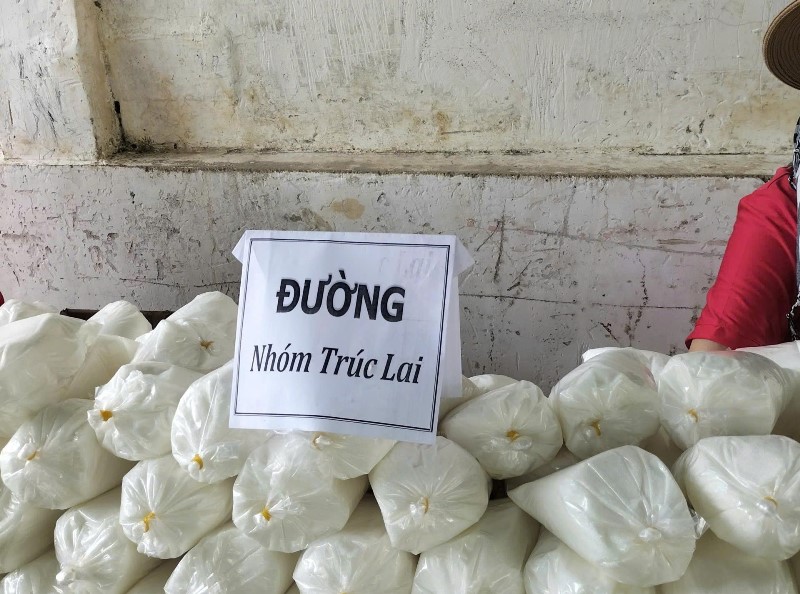 ĐƯỜNG
Nhóm Trúc Lai